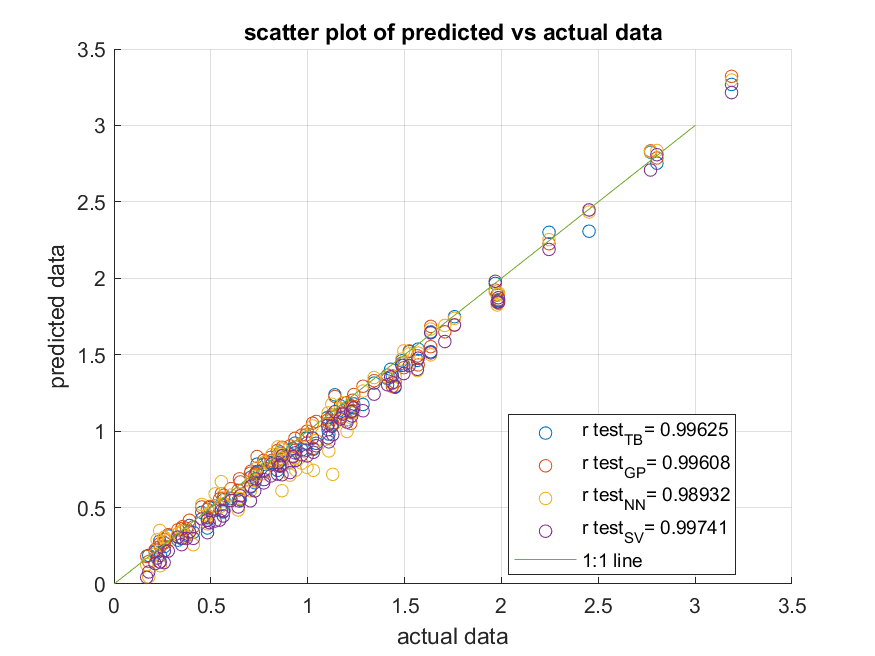 scatter plot of predicted vs actual data
3.5
3
2.5
2
1.5
1
0.5
0
predicted data
0 0.5 1 1.5 2 2.5 3 3.5
actual data
r test_TB= 0.99625
r test_GP= 0.99608
r test_NN= 0.98932
r test_SV= 0.99741
1:1 line